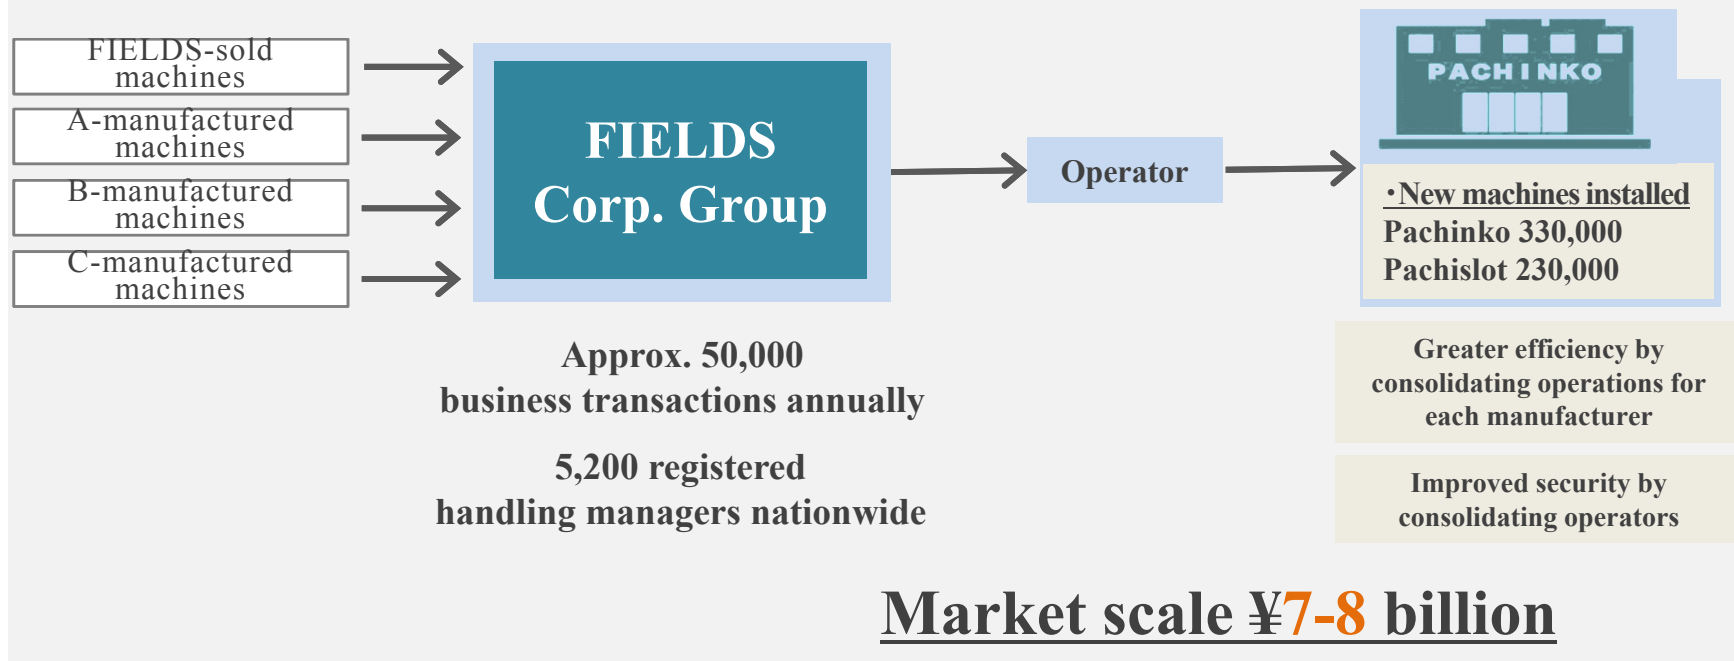 FIELDS-sold
machines
A-manufactured
machines
B-manufactured
machines
C-manufactured
machines
FIELDS
Corp. Group
Approx. 50,000
business transactions annually
5,200 registered
handling managers nationwide
Operator
PACHINKO
・New machines installed
Pachinko 330,000
Pachislot 230,000
Greater efficiency by
consolidating operations for
each manufacturer
Improved security by
consolidating operators
Market scale ¥7-8 billion